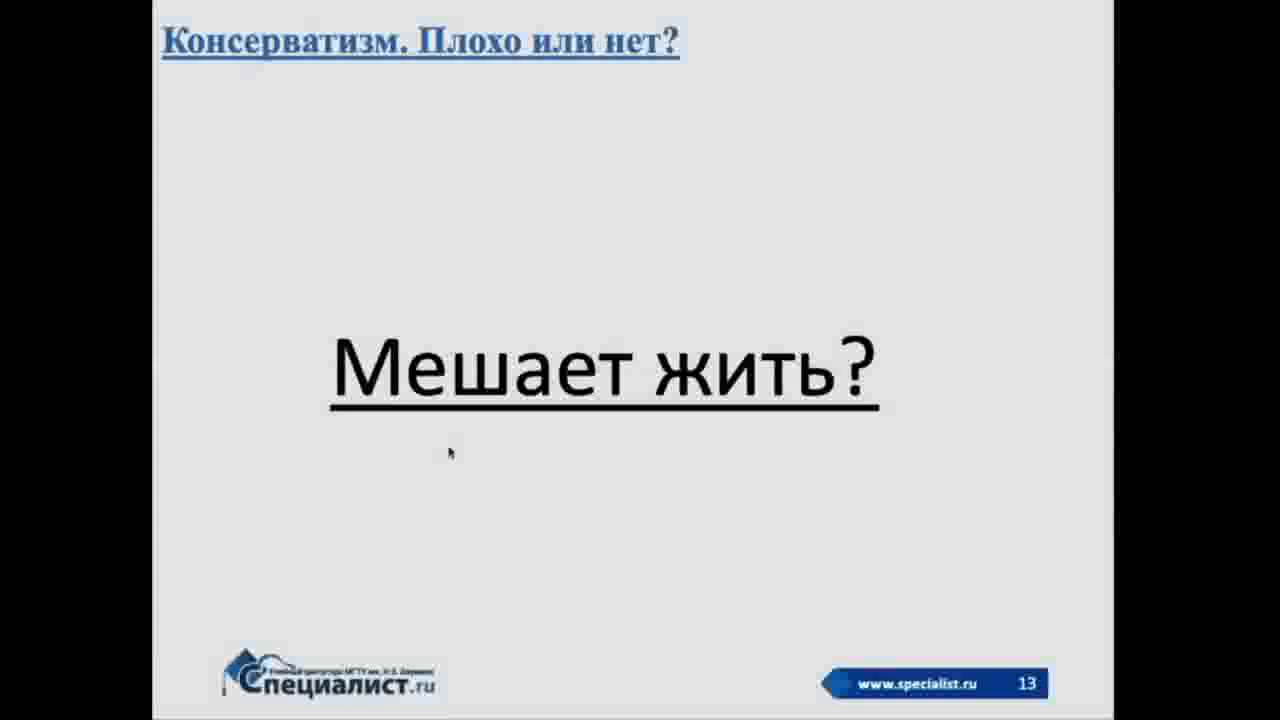 Консерватизм. Плохо или нет?
Мешает жить?
Специалист.ru
www.specialist.ru 13